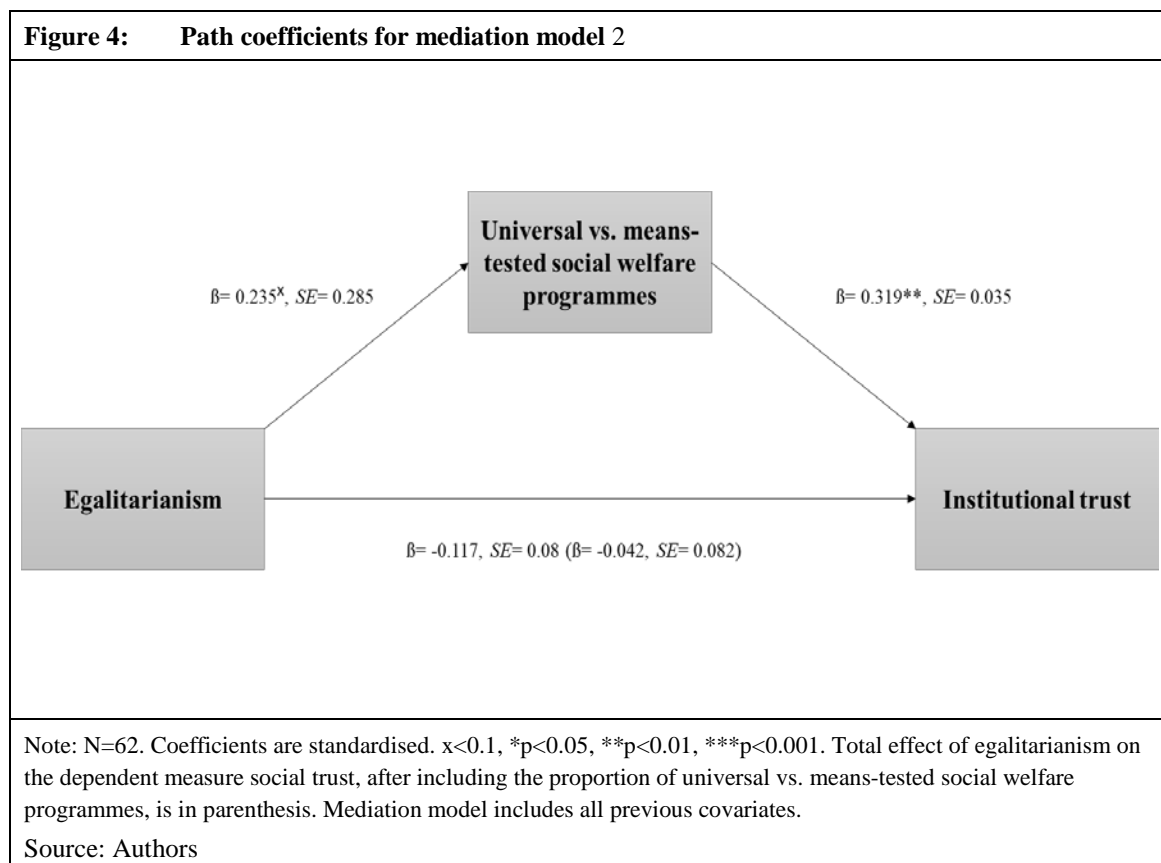 Figure 4: Path coefficients for mediation model 2
Universal vs. means-
tested social welfare
programmes
ß= 0.235ˣ, SE= 0.285
ß= 0.319**, SE= 0.035
Egalitarianism
Institutional trust
ß= -0.117, SE= 0.08 (ß= -0.042, SE= 0.082)
Note: N=62. Coefficients are standardised. x<0.1, *p<0.05, **p<0.01, ***p<0.001. Total effect of egalitarianism on
the dependent measure social trust, after including the proportion of universal vs. means-tested social welfare
programmes, is in parenthesis. Mediation model includes all previous covariates.
Source: Authors